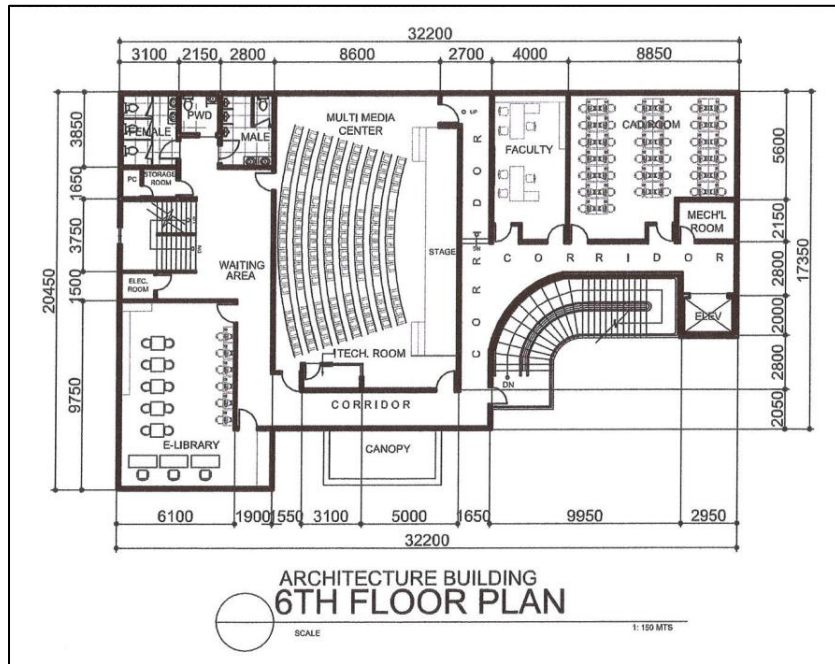 32200
3100 2150 2800 8600 2700 4000 8850
20450
3850
1650
3750
1500
9750
FEMALE
PWD
MALE
PC
STORAGE
ROOM
DN
ELEC.
ROOM
WAITING
AREA
E-LIBRARY
MULTI MEDIA
CENTER
STAGE
TECH. ROOM
CORRIDOR
CANOPY
UP
CORRIDOR
FACULTY
CAD ROOM
MECH'L
ROOM
CORRIDOR
ELEV
DN
5600
2150
2800
2000
2800
2050
17350
6100 1900 1550 3100 5000 1650 9950 2950
32200
ARCHITECTURE BUILDING
6TH FLOOR PLAN
SCALE 1: 150 MTS